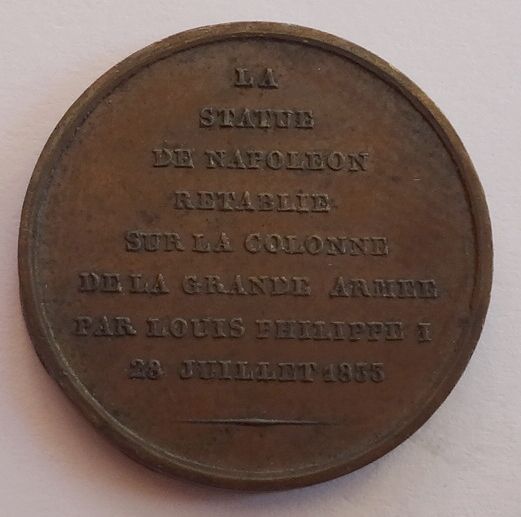 LA
STATUE
DE NAPOLEON
RETABLIE
SUR LA COLONNE
DE LA GRANDE ARMEE
PAR LOUIS PHILIPPE I
28 JUILLET 1833